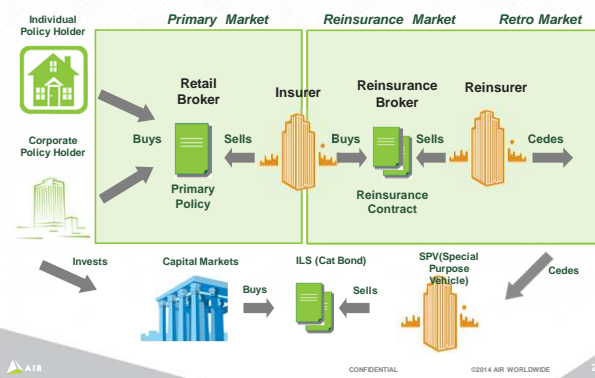 Individual
Policy Holder
Primary Market
Reinsurance Market
Retro Market
Retail
Broker
Insurer
Reinsurance
Broker
Reinsurer
Corporate
Policy Holder
Buys
Sells
Buys
Sells
Cedes
Primary
Policy
Reinsurance
Contract
Invests
Capital Markets
ILS (Cat Bond)
SPV(Special
Purpose
Vehicle)
Cedes
Buys
Sells
AIR
CONFIDENTIAL
©2014 AIR WORLDWIDE
2